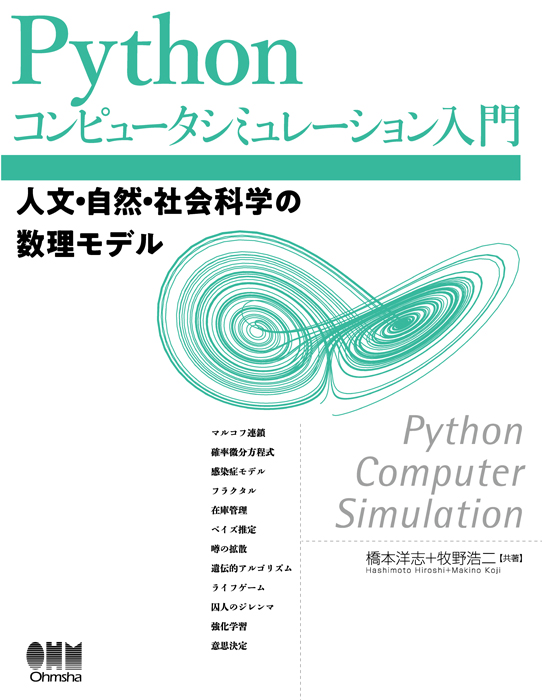 Python
コンピュータシミュレーション入門
人文・自然・社会科学の
数理モデル
マルコフ連鎖
確率微分方程式
感染症モデル
フラクタル
在庫管理
ベイズ推定
噂の拡散
遺伝的アルゴリズム
ライフゲーム
囚人のジレンマ
強化学習
意思決定
Python
Computer
Simulation
橋本洋志+牧野浩二【共著】
Hashimoto Hiroshi+Makino Koji
OHM
Ohmsha